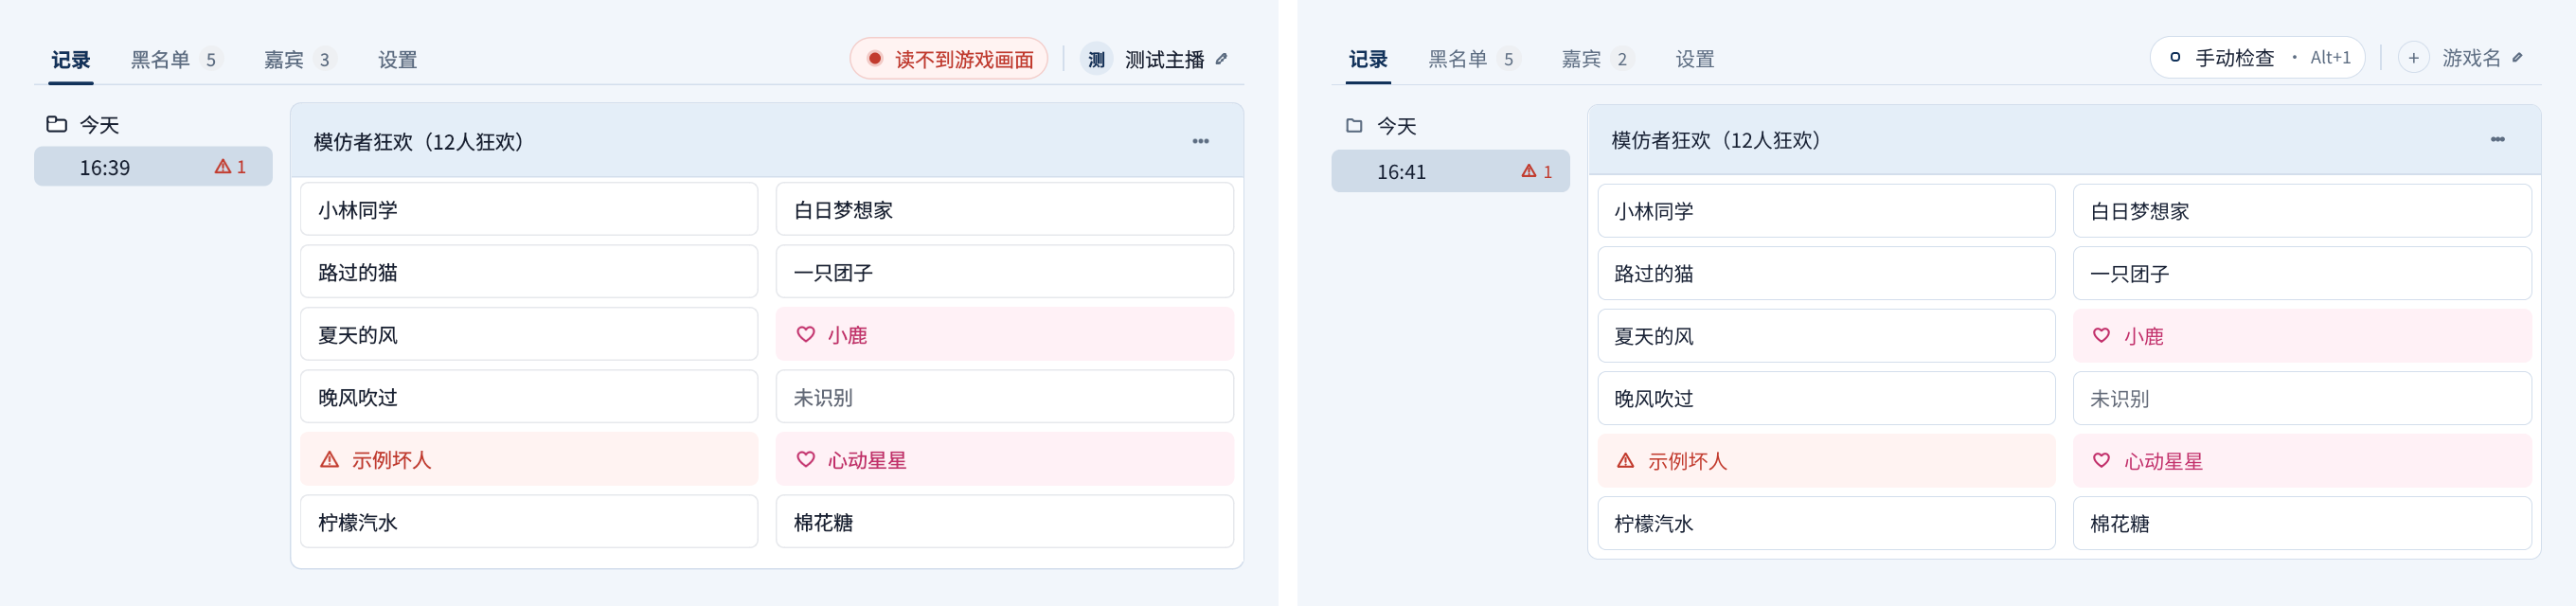 记录 黑名单 5 嘉宾 3 设置 读不到游戏画面 测 测试主播
今天
16:39 1
模仿者狂欢（12人狂欢）
小林同学 白日梦想家
路过的猫 一只团子
夏天的风 小鹿
晚风吹过 未识别
示例坏人 心动星星
柠檬汽水 棉花糖
记录 黑名单 5 嘉宾 2 设置 手动检查 · Alt+1 + 游戏名
今天
16:41 1
模仿者狂欢（12人狂欢）
小林同学 白日梦想家
路过的猫 一只团子
夏天的风 小鹿
晚风吹过 未识别
示例坏人 心动星星
柠檬汽水 棉花糖